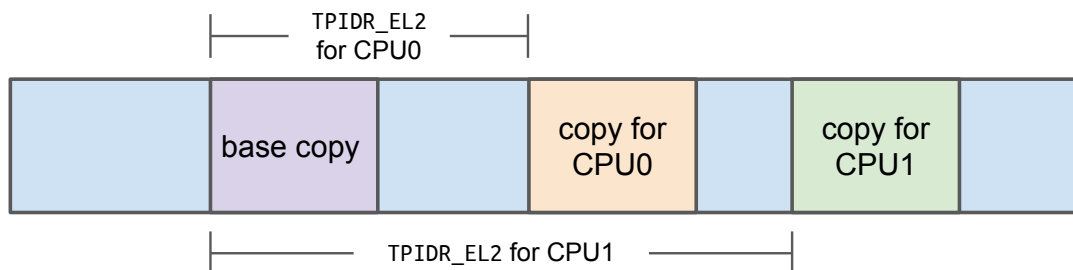 TPIDR_EL2
for CPU0
base copy
copy for
CPU0
copy for
CPU1
TPIDR_EL2 for CPU1